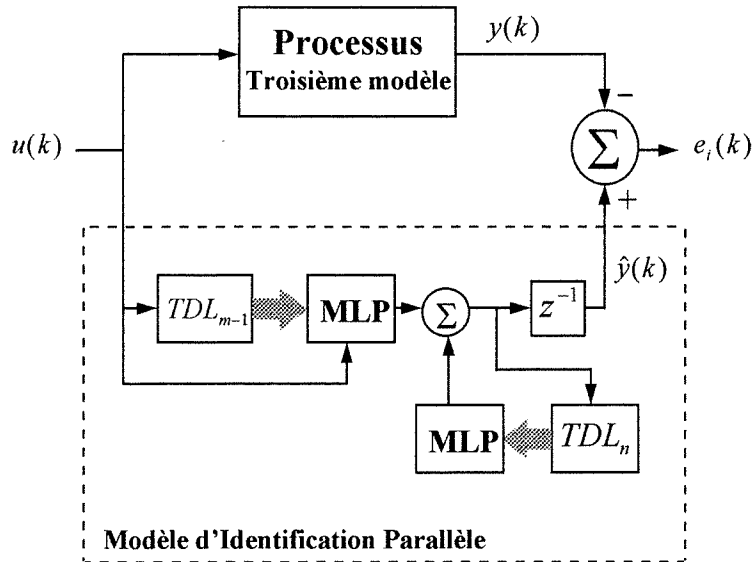 Processus
Troisième modèle
y(k)
−
u(k)
Σ
e_i(k)
+
ŷ(k)
TDL_{m−1}
MLP
Σ
z^{−1}
MLP
TDL_n
Modèle d'Identification Parallèle